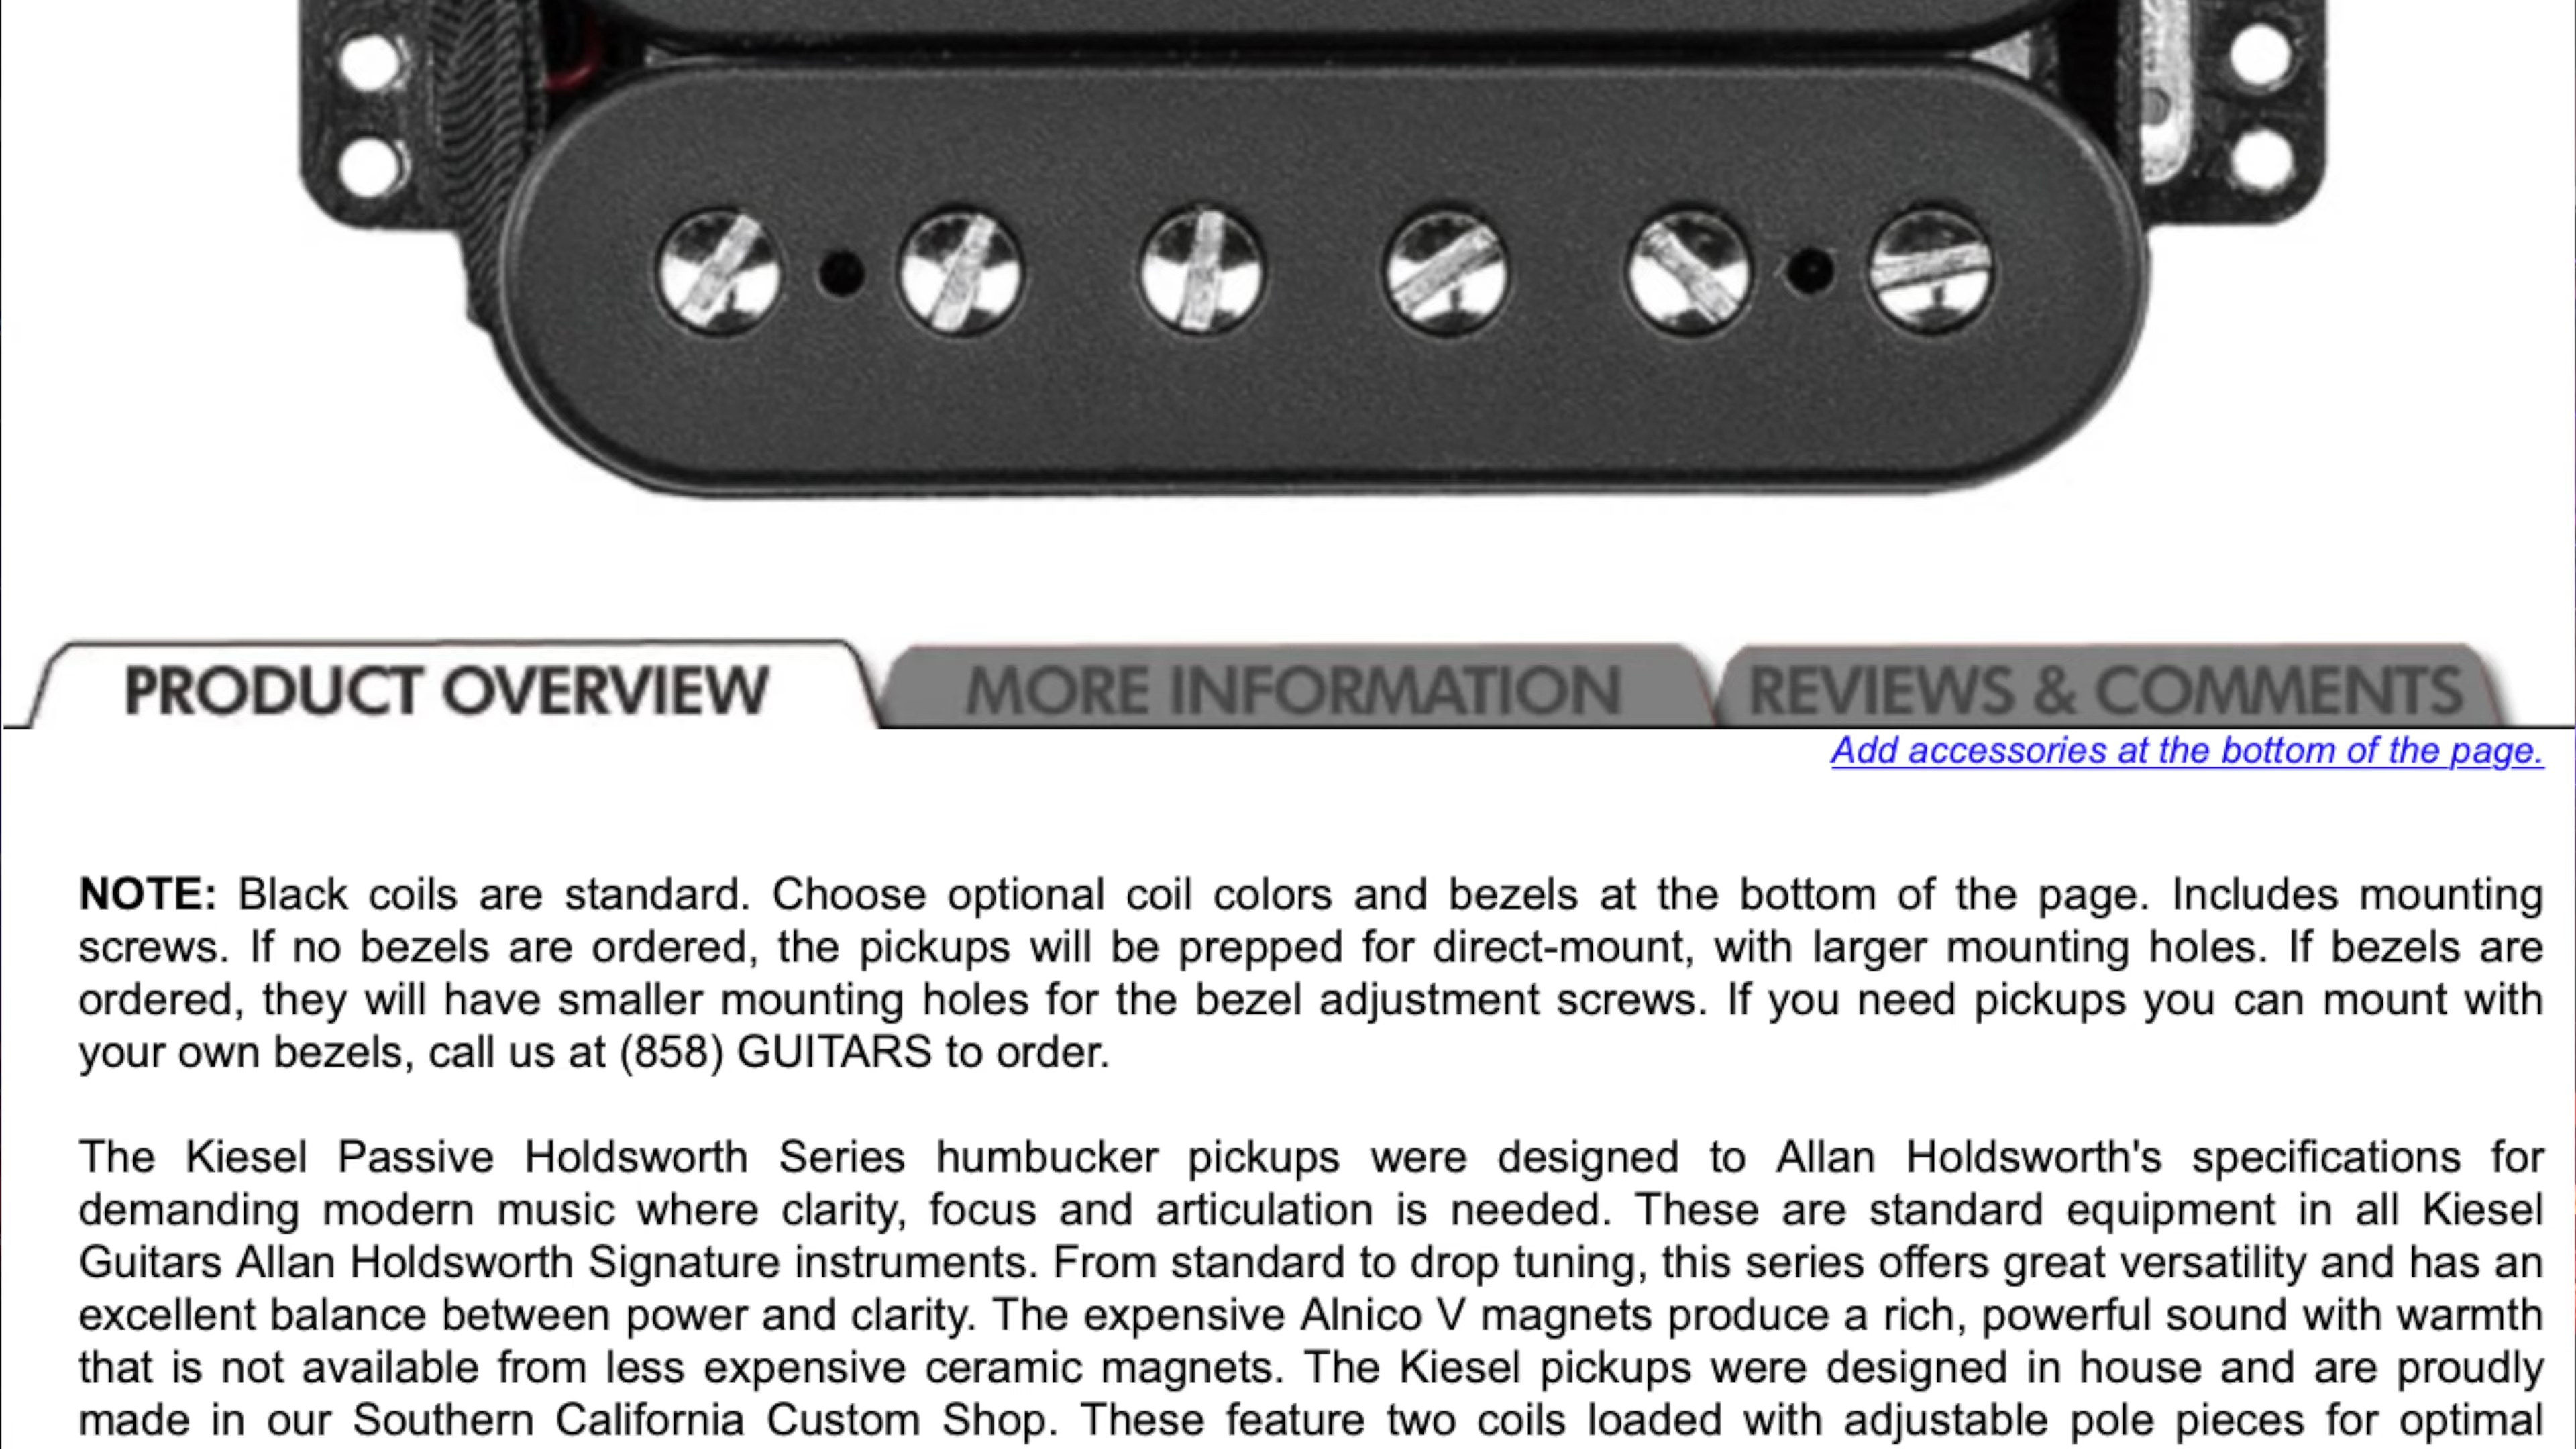 PRODUCT OVERVIEW
MORE INFORMATION
REVIEWS & COMMENTS
Add accessories at the bottom of the page.
NOTE: Black coils are standard. Choose optional coil colors and bezels at the bottom of the page. Includes mounting
screws. If no bezels are ordered, the pickups will be prepped for direct-mount, with larger mounting holes. If bezels are
ordered, they will have smaller mounting holes for the bezel adjustment screws. If you need pickups you can mount with
your own bezels, call us at (858) GUITARS to order.
The Kiesel Passive Holdsworth Series humbucker pickups were designed to Allan Holdsworth's specifications for
demanding modern music where clarity, focus and articulation is needed. These are standard equipment in all Kiesel
Guitars Allan Holdsworth Signature instruments. From standard to drop tuning, this series offers great versatility and has an
excellent balance between power and clarity. The expensive Alnico V magnets produce a rich, powerful sound with warmth
that is not available from less expensive ceramic magnets. The Kiesel pickups were designed in house and are proudly
made in our Southern California Custom Shop. These feature two coils loaded with adjustable pole pieces for optimal